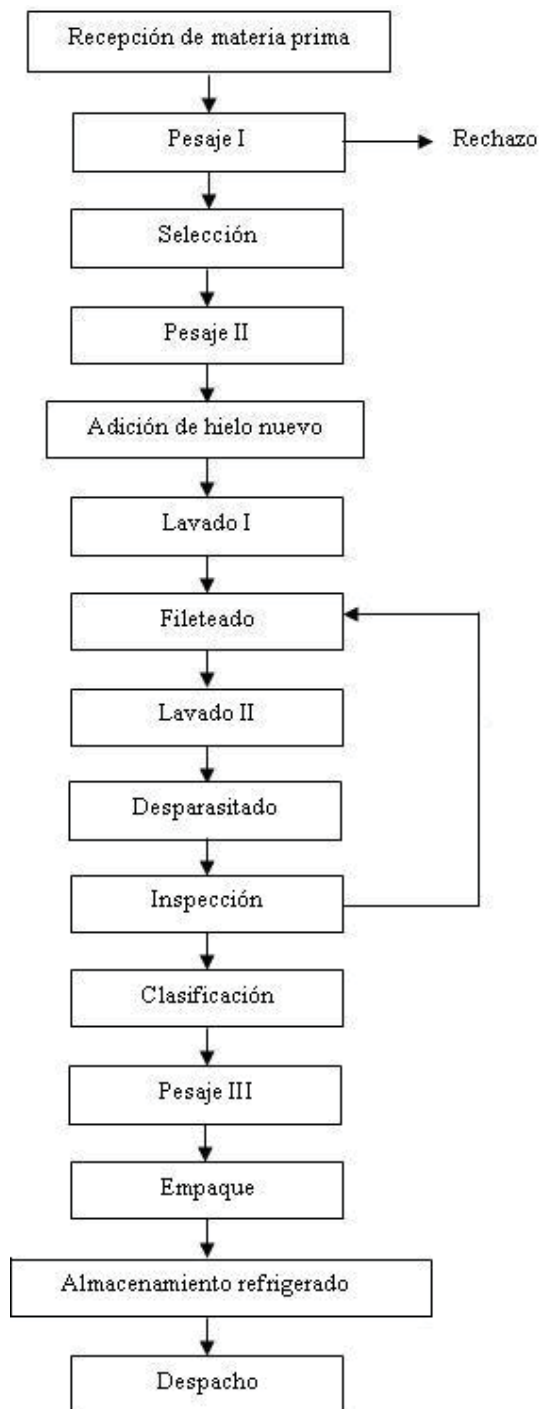 Recepción de materia prima
Pesaje I
Rechazo
Selección
Pesaje II
Adición de hielo nuevo
Lavado I
Fileteado
Lavado II
Desparasitado
Inspección
Clasificación
Pesaje III
Empaque
Almacenamiento refrigerado
Despacho